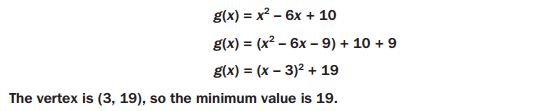 g(x) = x² – 6x + 10
g(x) = (x² – 6x – 9) + 10 + 9
g(x) = (x – 3)² + 19
The vertex is (3, 19), so the minimum value is 19.